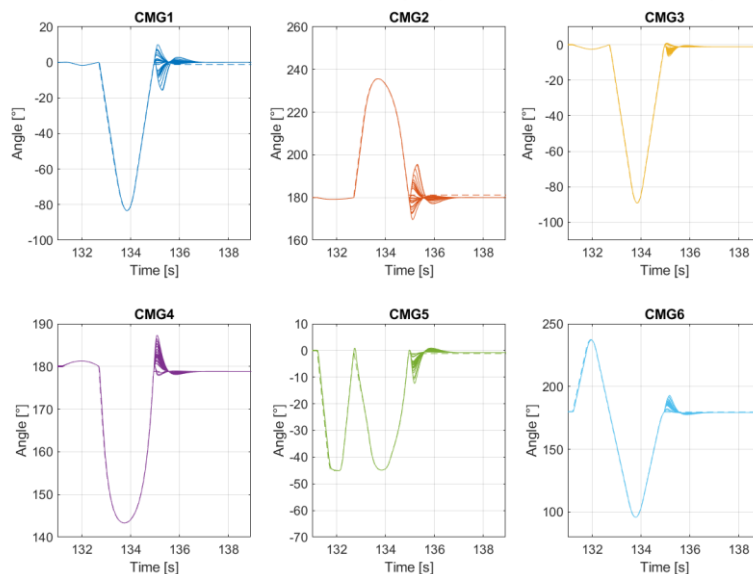 CMG1
20
0
-20
-40
-60
-80
-100
Angle [°]
132 134 136 138
Time [s]
CMG2
260
240
220
200
180
160
Angle [°]
132 134 136 138
Time [s]
CMG3
0
-20
-40
-60
-80
-100
Angle [°]
132 134 136 138
Time [s]
CMG4
190
180
170
160
150
140
Angle [°]
132 134 136 138
Time [s]
CMG5
10
0
-10
-20
-30
-40
-50
-60
-70
Angle [°]
132 134 136 138
Time [s]
CMG6
250
200
150
100
Angle [°]
132 134 136 138
Time [s]